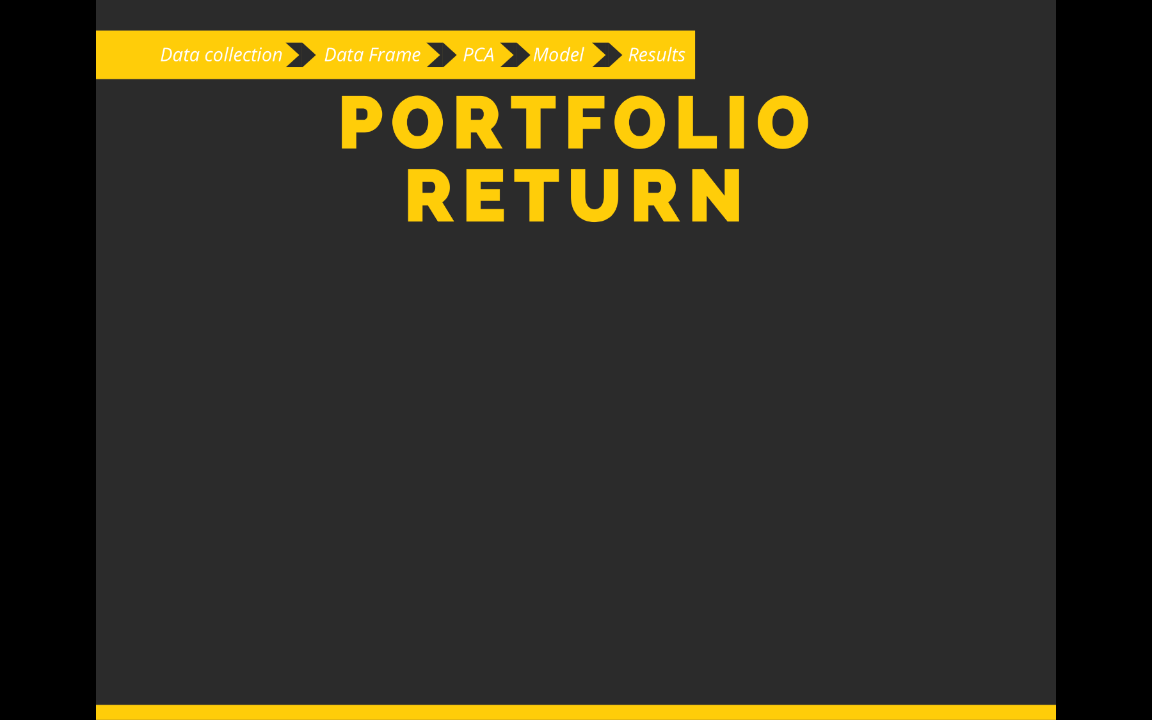 Data collection Data Frame PCA Model Results
PORTFOLIO
RETURN